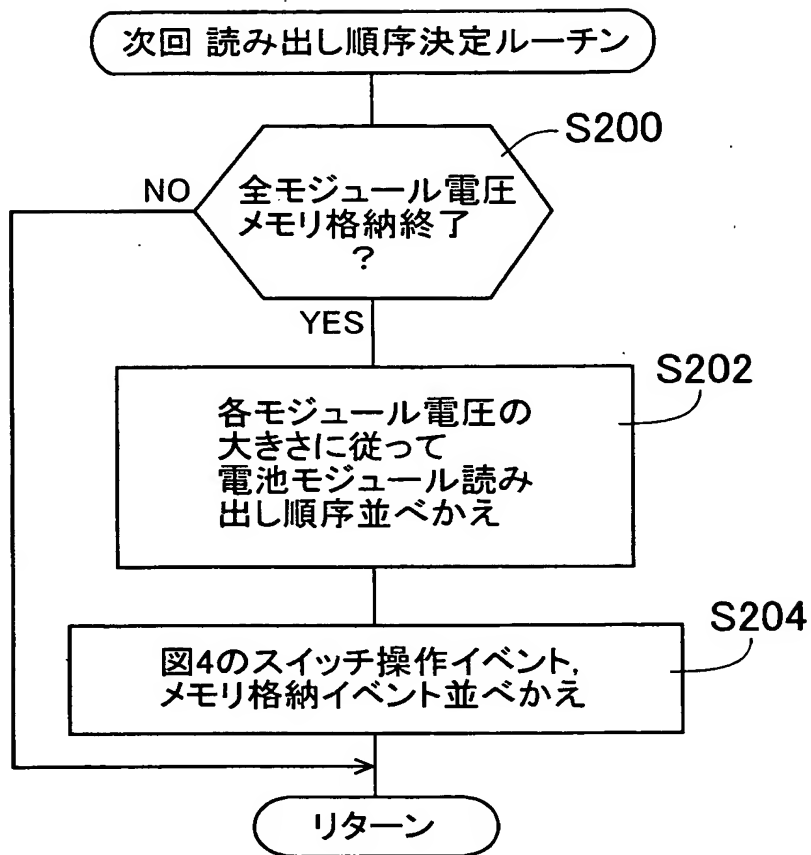 次回 読み出し順序決定ルーチン
S200
NO
全モジュール電圧
メモリ格納終了
?
YES
S202
各モジュール電圧の
大きさに従って
電池モジュール読み
出し順序並べかえ
S204
図4のスイッチ操作イベント,
メモリ格納イベント並べかえ
リターン